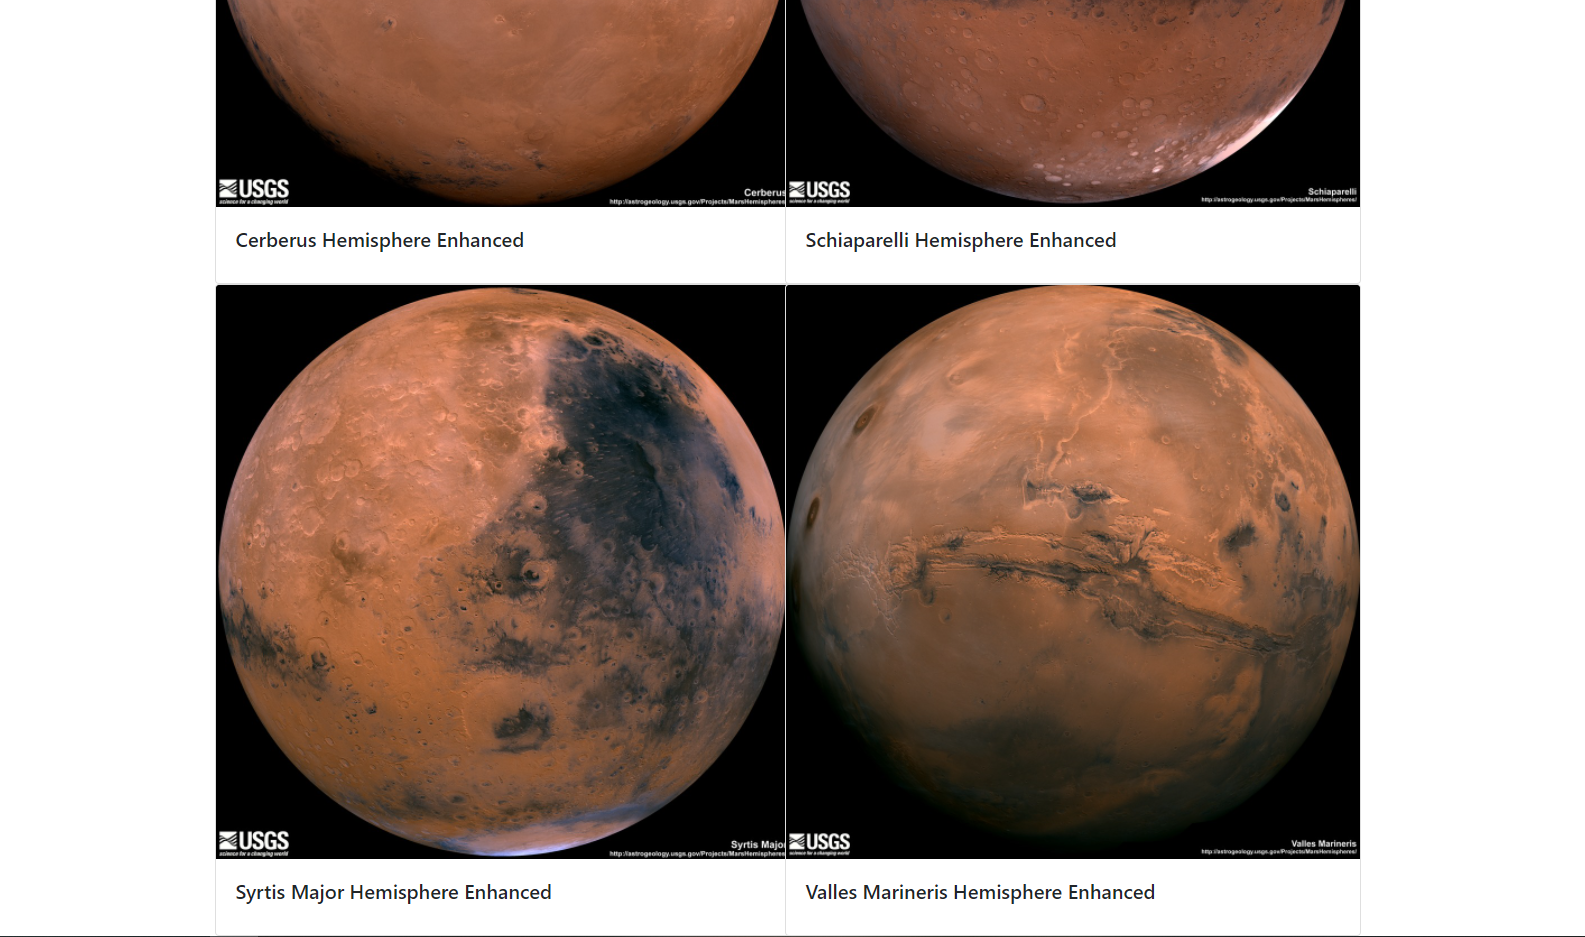 USGS
science for a changing world
Cerberus
http://astrogeology.usgs.gov/Projects/MarsHemispheres
USGS
science for a changing world
Schiaparelli
http://astrogeology.usgs.gov/Projects/MarsHemispheres/
Cerberus Hemisphere Enhanced
Schiaparelli Hemisphere Enhanced
USGS
science for a changing world
Syrtis Major
http://astrogeology.usgs.gov/Projects/MarsHemispheres
USGS
science for a changing world
Valles Marineris
http://astrogeology.usgs.gov/Projects/MarsHemispheres/
Syrtis Major Hemisphere Enhanced
Valles Marineris Hemisphere Enhanced